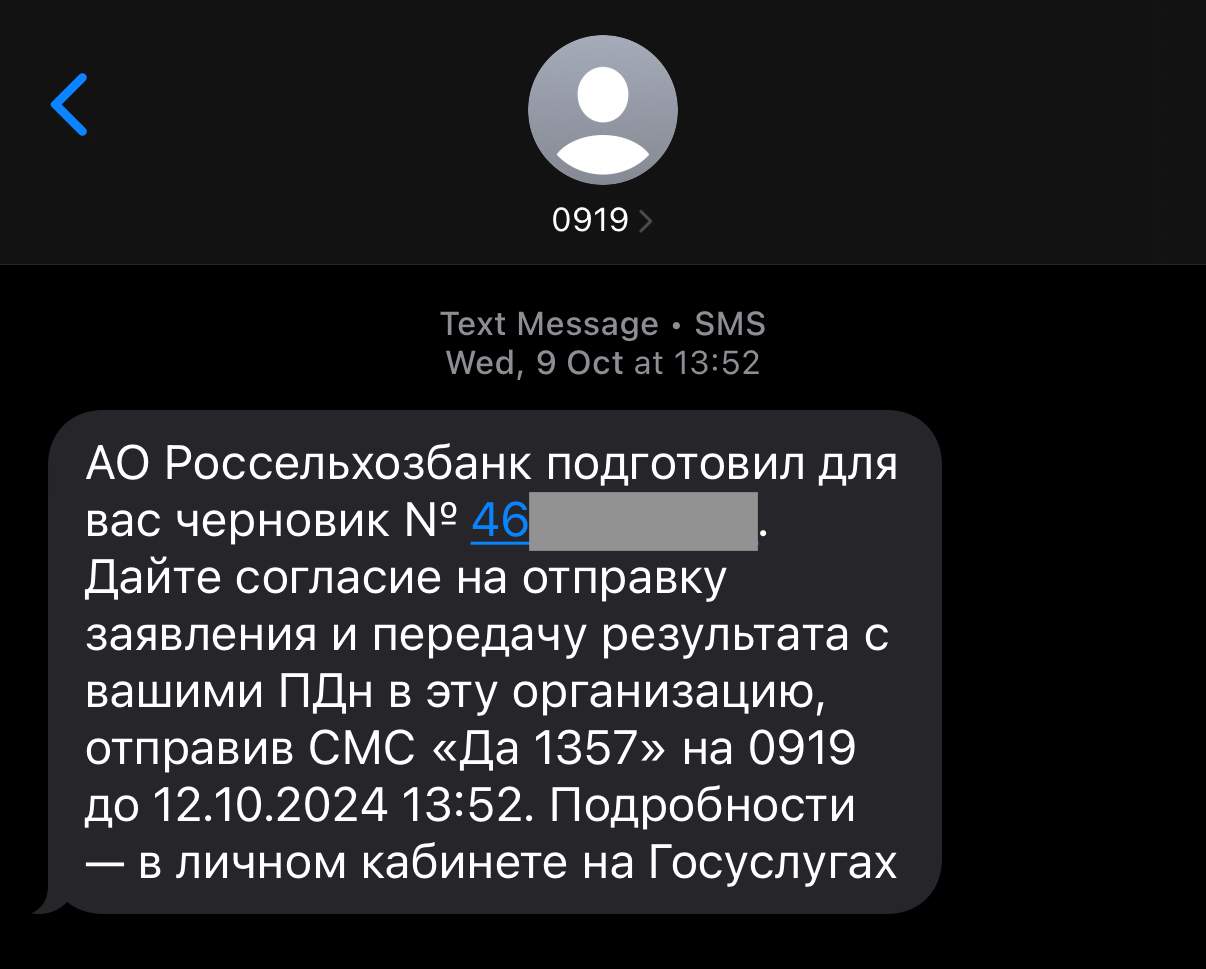 0919
Text Message • SMS
Wed, 9 Oct at 13:52
АО Россельхозбанк подготовил для
вас черновик № 46 .
Дайте согласие на отправку
заявления и передачу результата с
вашими ПДн в эту организацию,
отправив СМС «Да 1357» на 0919
до 12.10.2024 13:52. Подробности
— в личном кабинете на Госуслугах